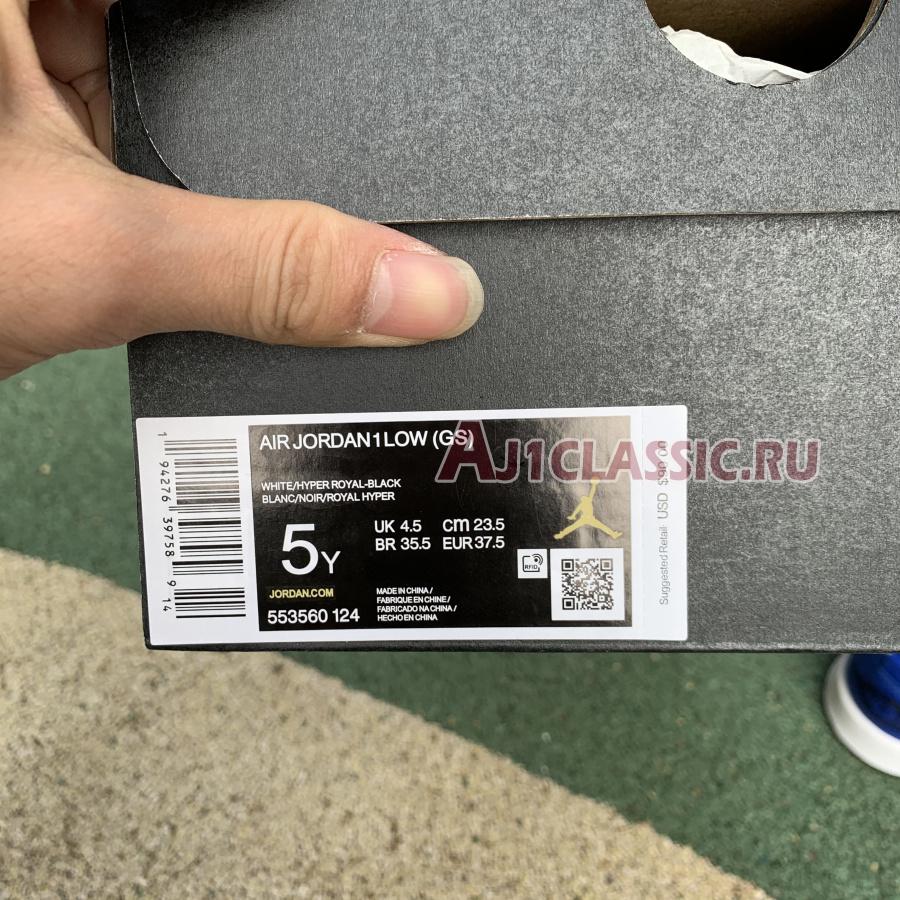 AIR JORDAN 1 LOW (GS)
AJ1CLASSIC.RU
WHITE/HYPER ROYAL-BLACK
BLANC/NOIR/ROYAL HYPER
5Y
UK 4.5 cm 23.5
BR 35.5 EUR 37.5
RFID
JORDAN.COM
553560 124
MADE IN CHINA /
FABRIQUE EN CHINE /
FABRICADO NA CHINA /
HECHO EN CHINA
1 94276 39758 9 14
Suggested Retail: USD